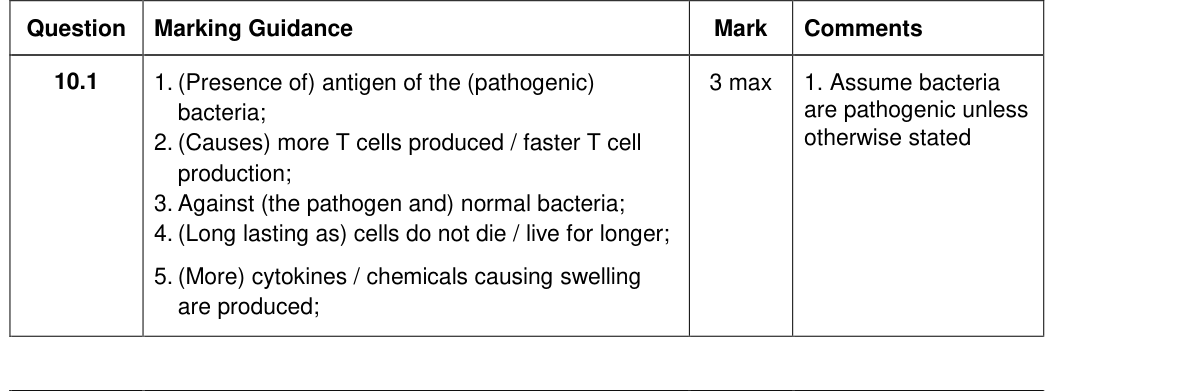 Question Marking Guidance Mark Comments
10.1 1. (Presence of) antigen of the (pathogenic) 3 max 1. Assume bacteria
bacteria; are pathogenic unless
2. (Causes) more T cells produced / faster T cell otherwise stated
production;
3. Against (the pathogen and) normal bacteria;
4. (Long lasting as) cells do not die / live for longer;
5. (More) cytokines / chemicals causing swelling
are produced;